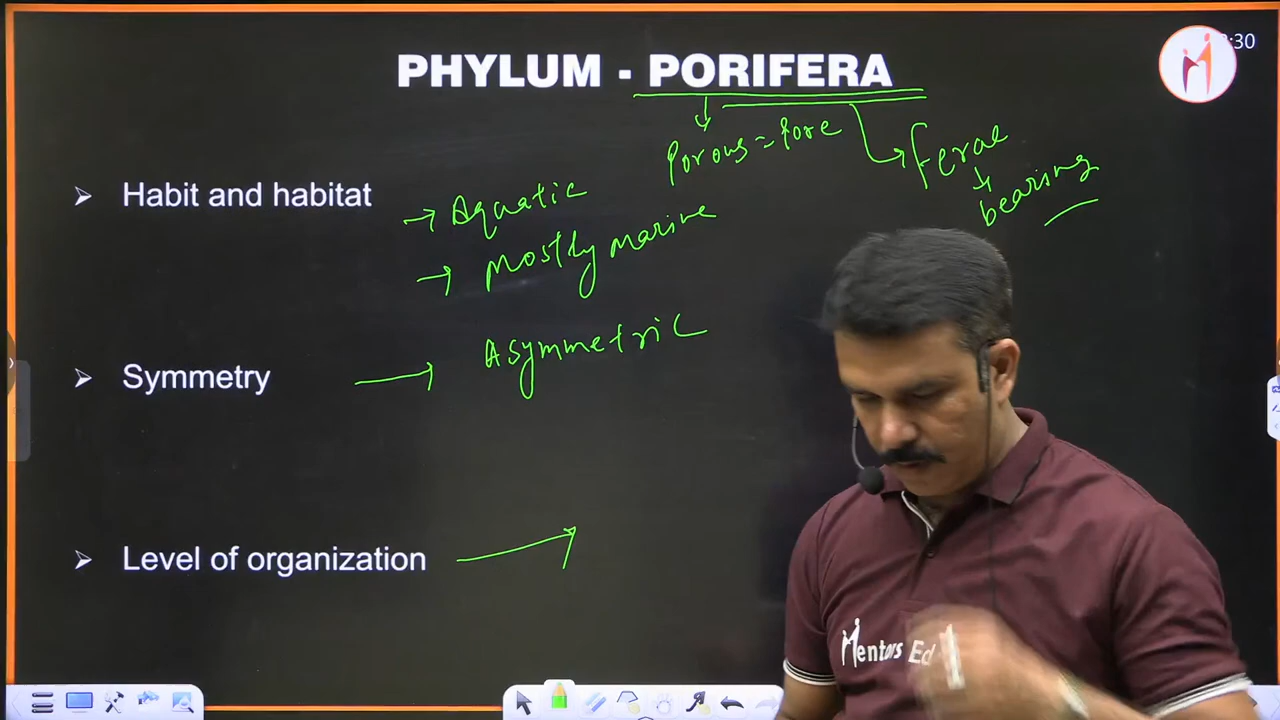 :30
PHYLUM - PORIFERA
Porous = Pore
Ferae
bearing
➢ Habit and habitat
→ Aquatic
→ Mostly marine
➢ Symmetry → Asymmetric
➢ Level of organization →
Mentors Ed